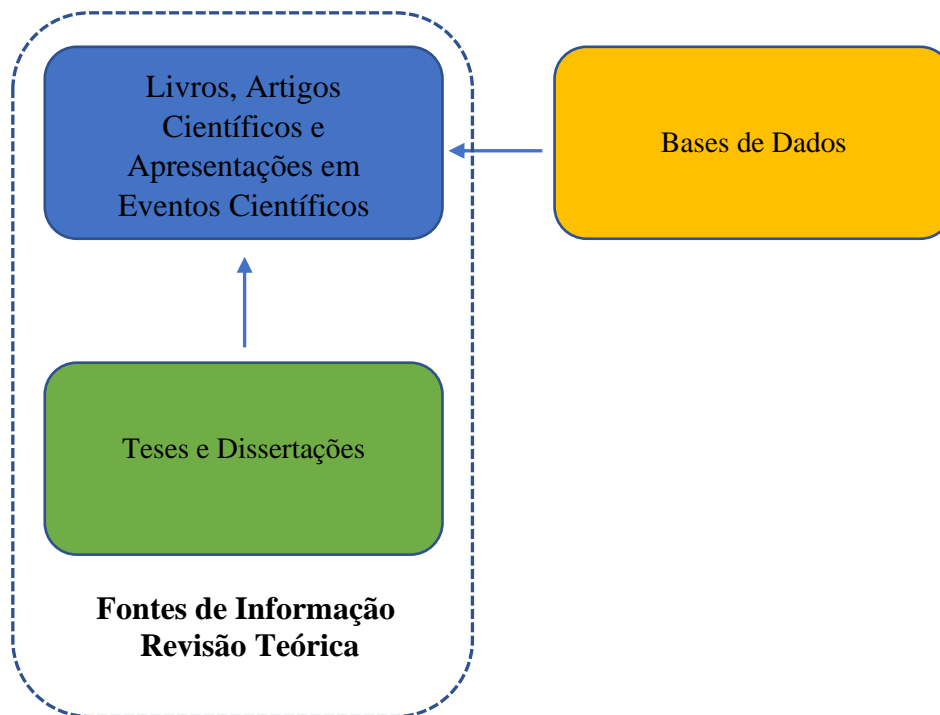 Livros, Artigos
Científicos e
Apresentações em
Eventos Científicos
Bases de Dados
Teses e Dissertações
Fontes de Informação
Revisão Teórica